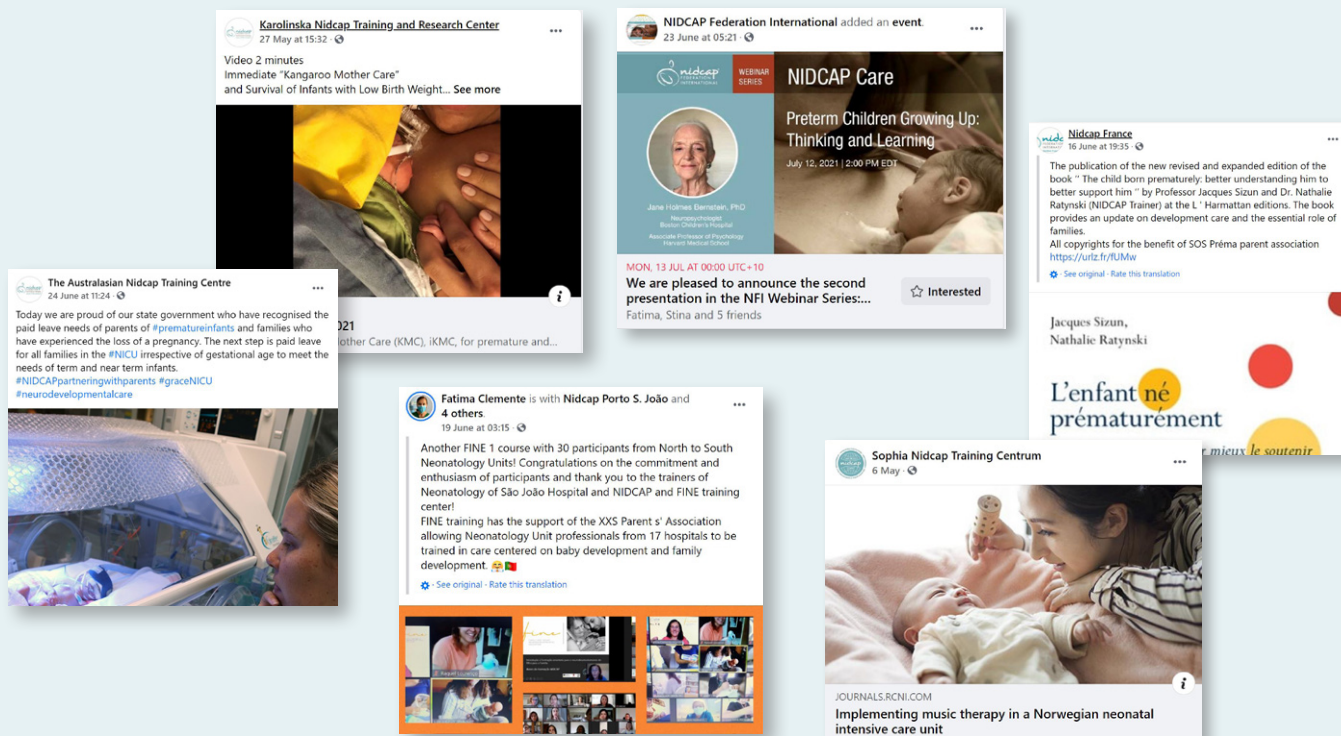 Karolinska Nidcap Training and Research Center
27 May at 15:32 ·
Video 2 minutes
Immediate "Kangaroo Mother Care"
and Survival of Infants with Low Birth Weight... See more
021
other Care (KMC), iKMC, for premature and...
NIDCAP Federation International added an event.
23 June at 05:21 ·
nidcap
FEDERATION
INTERNATIONAL
WEBINAR
SERIES
NIDCAP Care
Preterm Children Growing Up:
Thinking and Learning
July 12, 2021 | 2:00 PM EDT
Jane Holmes Bernstein, PhD
Neuropsychologist
Boston Children's Hospital
Associate Professor of Psychology
Harvard Medical School
MON, 13 JUL AT 00:00 UTC+10
We are pleased to announce the second
presentation in the NFI Webinar Series:...
Interested
Fatima, Stina and 5 friends
Nidcap France
16 June at 19:35 ·
The publication of the new revised and expanded edition of the
book " The child born prematurely: better understanding him to
better support him " by Professor Jacques Sizun and Dr. Nathalie
Ratynski (NIDCAP Trainer) at the L ' Harmattan editions. The book
provides an update on development care and the essential role of
families.
All copyrights for the benefit of SOS Préma parent association
https://urlz.fr/fUMw
· See original · Rate this translation
Jacques Sizun,
Nathalie Ratynski
L'enfant né
prématurément
mieux le soutenir
The Australasian Nidcap Training Centre
24 June at 11:24 ·
Today we are proud of our state government who have recognised the
paid leave needs of parents of #prematureinfants and families who
have experienced the loss of a pregnancy. The next step is paid leave
for all families in the #NICU irrespective of gestational age to meet the
needs of term and near term infants.
#NIDCAPpartneringwithparents #graceNICU
#neurodevelopmentalcare
Fatima Clemente is with Nidcap Porto S. João and
4 others.
19 June at 03:15 ·
Another FINE 1 course with 30 participants from North to South
Neonatology Units! Congratulations on the commitment and
enthusiasm of participants and thank you to the trainers of
Neonatology of São João Hospital and NIDCAP and FINE training
center!
FINE training has the support of the XXS Parent s' Association
allowing Neonatology Unit professionals from 17 hospitals to be
trained in care centered on baby development and family
development.
· See original · Rate this translation
fine
Sophia Nidcap Training Centrum
6 May ·
JOURNALS.RCNI.COM
Implementing music therapy in a Norwegian neonatal
intensive care unit